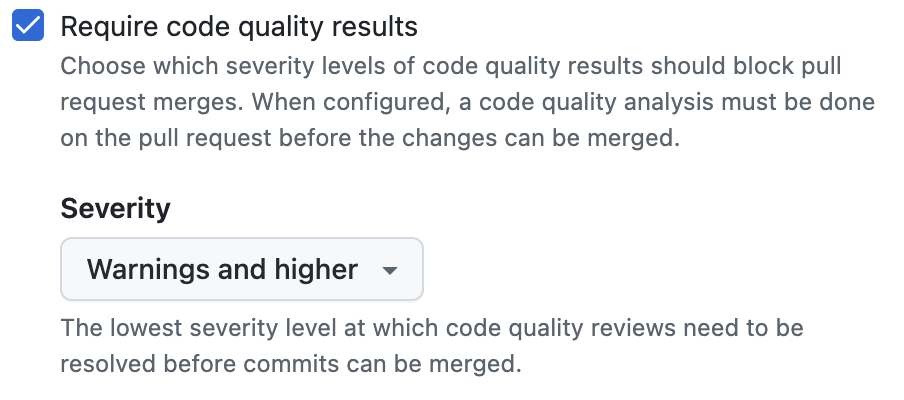 Require code quality results
Choose which severity levels of code quality results should block pull
request merges. When configured, a code quality analysis must be done
on the pull request before the changes can be merged.
Severity
Warnings and higher
The lowest severity level at which code quality reviews need to be
resolved before commits can be merged.